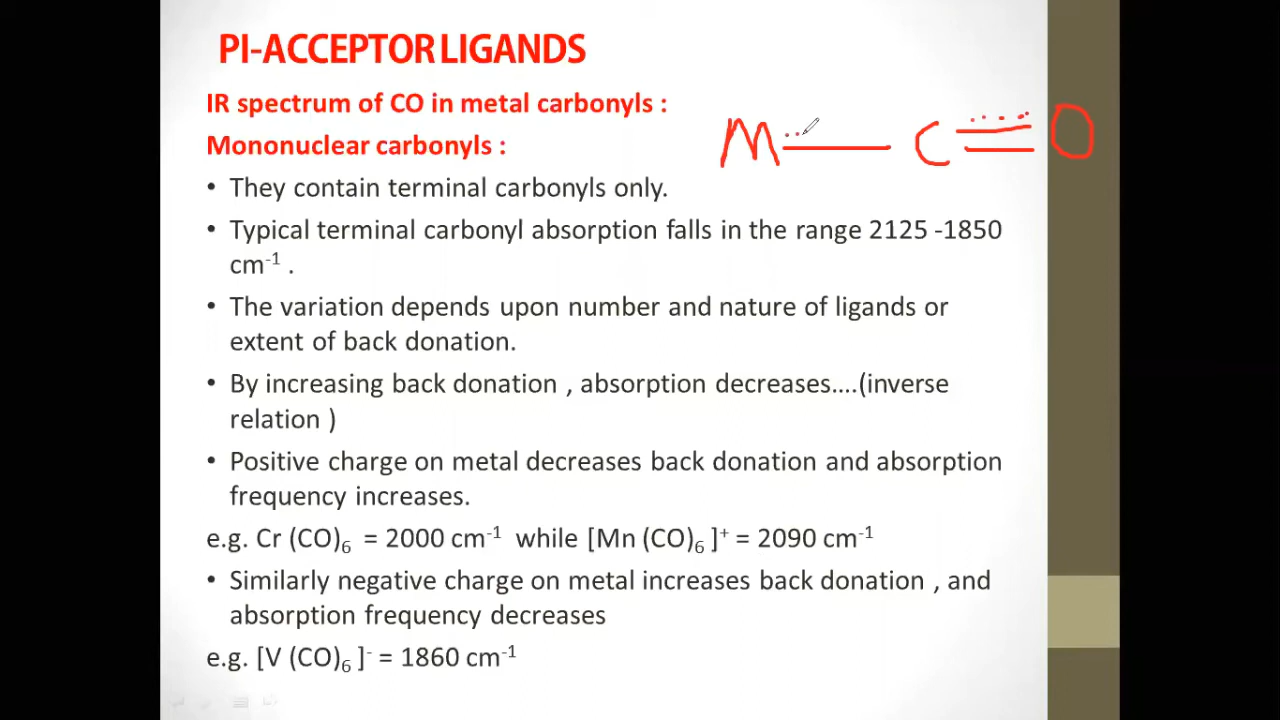 PI-ACCEPTOR LIGANDS
IR spectrum of CO in metal carbonyls :
M — C ≡ O
Mononuclear carbonyls :
• They contain terminal carbonyls only.
• Typical terminal carbonyl absorption falls in the range 2125 -1850
cm⁻¹ .
• The variation depends upon number and nature of ligands or
extent of back donation.
• By increasing back donation , absorption decreases....(inverse
relation )
• Positive charge on metal decreases back donation and absorption
frequency increases.
e.g. Cr (CO)₆ = 2000 cm⁻¹ while [Mn (CO)₆ ]⁺ = 2090 cm⁻¹
• Similarly negative charge on metal increases back donation , and
absorption frequency decreases
e.g. [V (CO)₆ ]⁻ = 1860 cm⁻¹